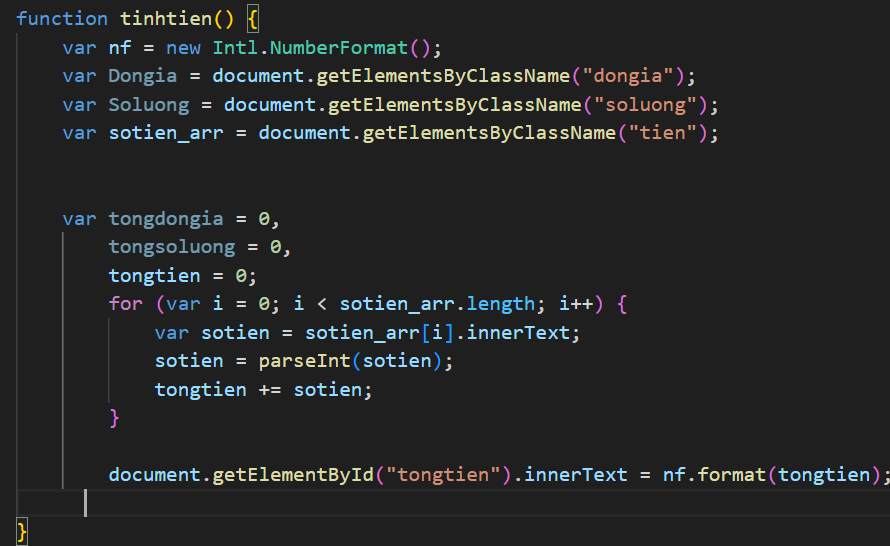 function tinhtien() {
    var nf = new Intl.NumberFormat();
    var Dongia = document.getElementsByClassName("dongia");
    var Soluong = document.getElementsByClassName("soluong");
    var sotien_arr = document.getElementsByClassName("tien");
    var tongdongia = 0,
        tongsoluong = 0,
        tongtien = 0;
        for (var i = 0; i < sotien_arr.length; i++) {
            var sotien = sotien_arr[i].innerText;
            sotien = parseInt(sotien);
            tongtien += sotien;
        }
        document.getElementById("tongtien").innerText = nf.format(tongtien);
}